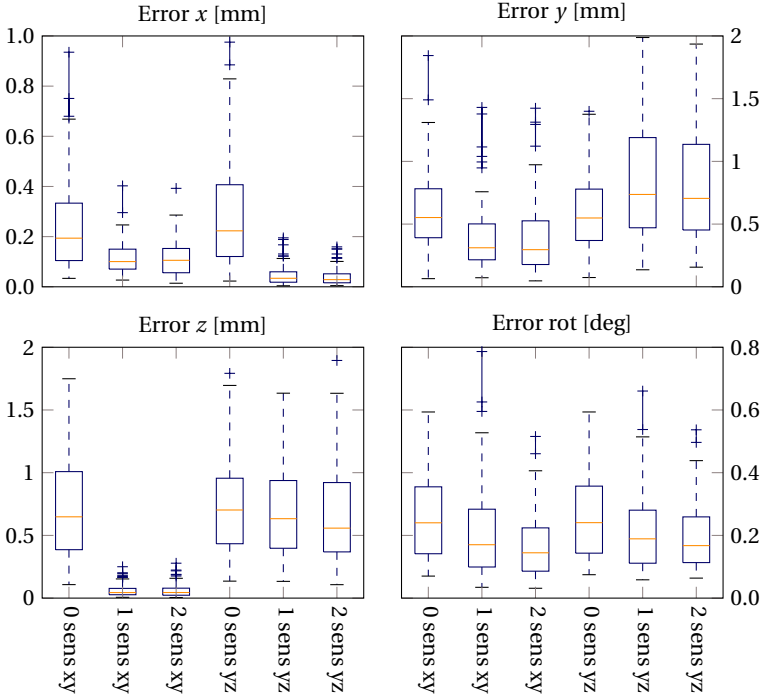 Error x [mm]
Error y [mm]
1.0
0.8
0.6
0.4
0.2
0.0
2
1.5
1
0.5
0
Error z [mm]
Error rot [deg]
2
1.5
1
0.5
0
0.8
0.6
0.4
0.2
0.0
0 sens xy
1 sens xy
2 sens xy
0 sens yz
1 sens yz
2 sens yz
0 sens xy
1 sens xy
2 sens xy
0 sens yz
1 sens yz
2 sens yz